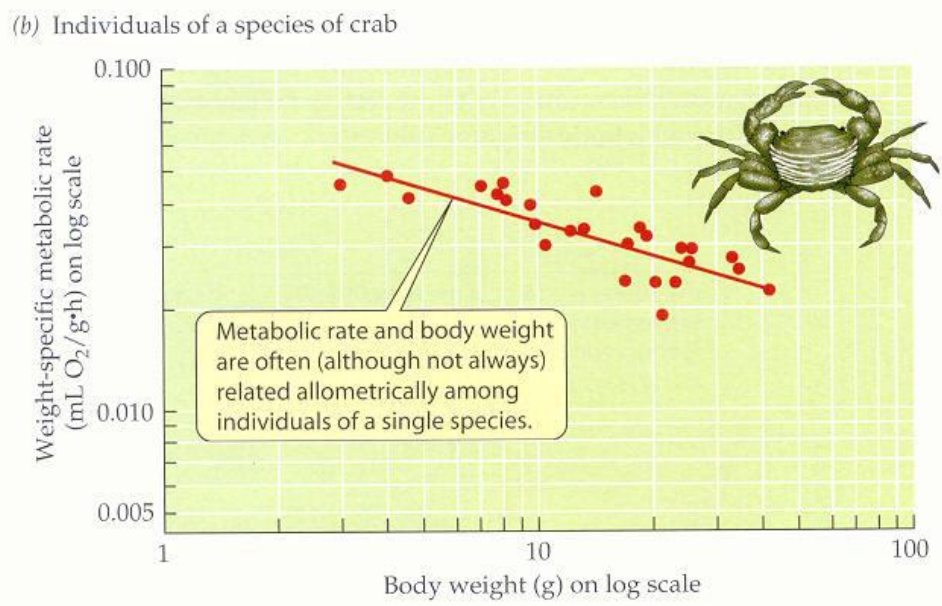 (b) Individuals of a species of crab
0.100
Weight-specific metabolic rate
(mL O₂/g•h) on log scale
Metabolic rate and body weight
are often (although not always)
related allometrically among
individuals of a single species.
0.010
0.005
1
10
100
Body weight (g) on log scale